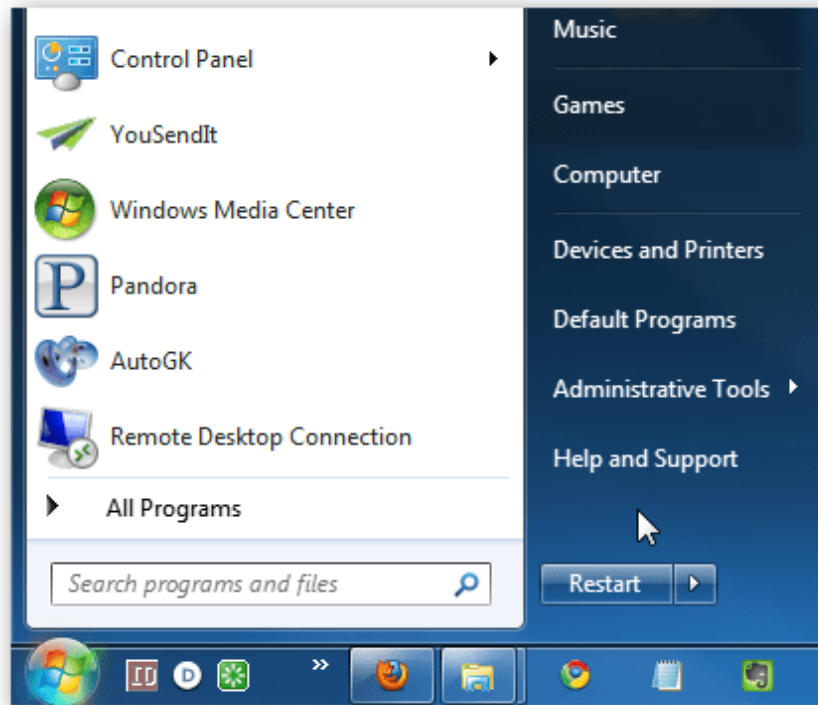 Control Panel
YouSendIt
Windows Media Center
Pandora
AutoGK
Remote Desktop Connection
All Programs
Search programs and files
Music
Games
Computer
Devices and Printers
Default Programs
Administrative Tools
Help and Support
Restart